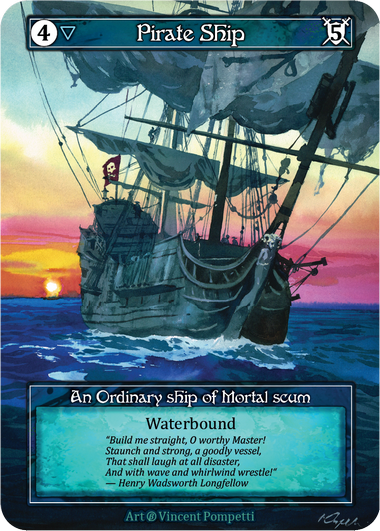 4
Pirate Ship
5
An Ordinary ship of Mortal scum
Waterbound
“Build me straight, O worthy Master!
Staunch and strong, a goodly vessel,
That shall laugh at all disaster,
And with wave and whirlwind wrestle!”
— Henry Wadsworth Longfellow
Art @ Vincent Pompetti